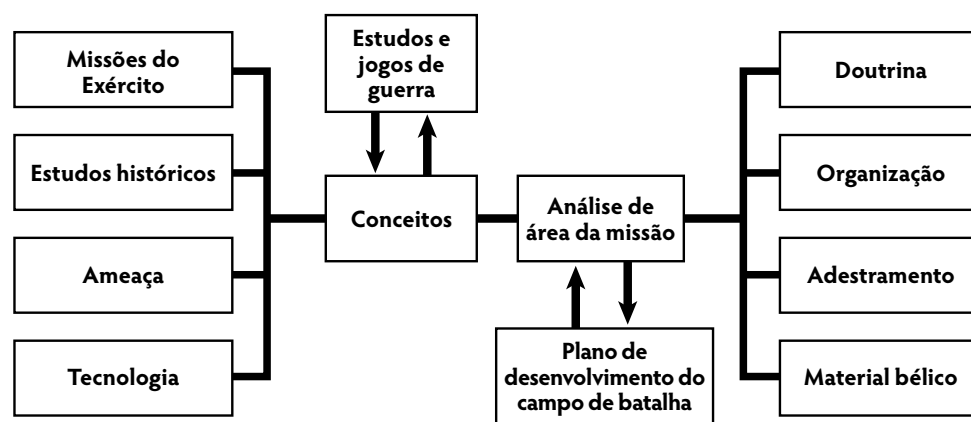 Missões do
Exército
Estudos históricos
Ameaça
Tecnologia
Estudos e
jogos de
guerra
Conceitos
Análise de
área da missão
Plano de
desenvolvimento do
campo de batalha
Doutrina
Organização
Adestramento
Material bélico